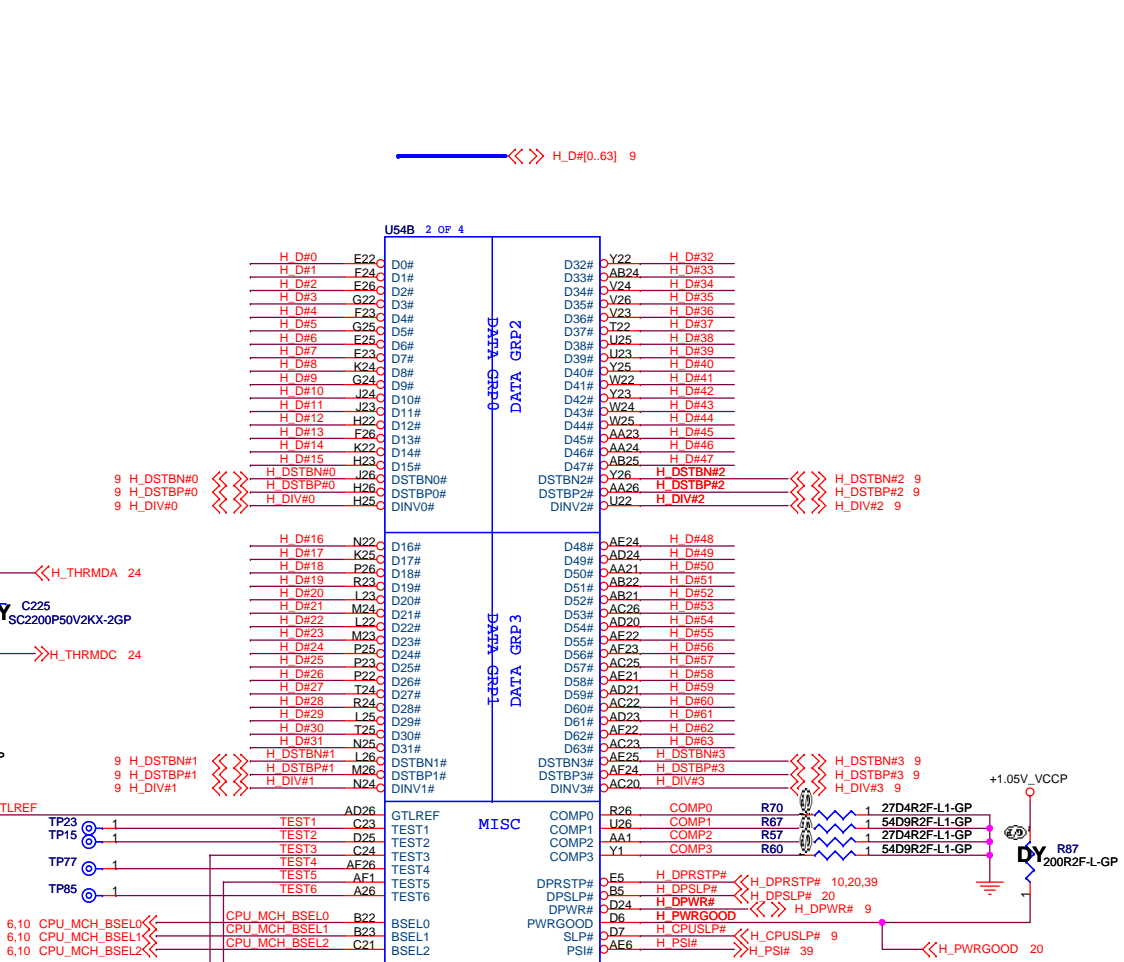 H_D#[0..63] 9
U54B 2 OF 4
H_D#0 E22 D0# D32# Y22 H_D#32
H_D#1 F24 D1# D33# AB24 H_D#33
H_D#2 E26 D2# D34# V24 H_D#34
H_D#3 G22 D3# D35# V26 H_D#35
H_D#4 F23 D4# D36# V23 H_D#36
H_D#5 G25 D5# D37# T22 H_D#37
H_D#6 E25 D6# D38# U25 H_D#38
H_D#7 E23 D7# D39# U23 H_D#39
H_D#8 K24 D8# D40# Y25 H_D#40
H_D#9 G24 D9# D41# W22 H_D#41
H_D#10 J24 D10# D42# Y23 H_D#42
H_D#11 J23 D11# D43# W24 H_D#43
H_D#12 H22 D12# D44# W25 H_D#44
H_D#13 F26 D13# D45# AA23 H_D#45
H_D#14 K22 D14# D46# AA24 H_D#46
H_D#15 H23 D15# D47# AB25 H_D#47
9 H_DSTBN#0 H_DSTBN#0 J26 DSTBN0# DSTBN2# Y26 H_DSTBN#2 H_DSTBN#2 9
9 H_DSTBP#0 H_DSTBP#0 H26 DSTBP0# DSTBP2# AA26 H_DSTBP#2 H_DSTBP#2 9
9 H_DIV#0 H_DIV#0 H25 DINV0# DINV2# U22 H_DIV#2 H_DIV#2 9
DATA GRP0
DATA GRP2
H_D#16 N22 D16# D48# AE24 H_D#48
H_D#17 K25 D17# D49# AD24 H_D#49
H_D#18 P26 D18# D50# AA21 H_D#50
H_D#19 R23 D19# D51# AB22 H_D#51
H_D#20 L23 D20# D52# AB21 H_D#52
H_D#21 M24 D21# D53# AC26 H_D#53
H_D#22 L22 D22# D54# AD20 H_D#54
H_D#23 M23 D23# D55# AE22 H_D#55
H_D#24 P25 D24# D56# AF23 H_D#56
H_D#25 P23 D25# D57# AC25 H_D#57
H_D#26 P22 D26# D58# AE21 H_D#58
H_D#27 T24 D27# D59# AD21 H_D#59
H_D#28 R24 D28# D60# AC22 H_D#60
H_D#29 L25 D29# D61# AD23 H_D#61
H_D#30 T25 D30# D62# AF22 H_D#62
H_D#31 N25 D31# D63# AC23 H_D#63
9 H_DSTBN#1 H_DSTBN#1 L26 DSTBN1# DSTBN3# AE25 H_DSTBN#3 H_DSTBN#3 9
9 H_DSTBP#1 H_DSTBP#1 M26 DSTBP1# DSTBP3# AF24 H_DSTBP#3 H_DSTBP#3 9
9 H_DIV#1 H_DIV#1 N24 DINV1# DINV3# AC20 H_DIV#3 H_DIV#3 9
DATA GRP1
DATA GRP3
H_THRMDA 24
Y C225
SC2200P50V2KX-2GP
H_THRMDC 24
P
MISC
TLREF AD26 GTLREF COMP0 R26 COMP0 R70 1 27D4R2F-L1-GP
TP23 1 TEST1 C23 TEST1 COMP1 U26 COMP1 R67 1 54D9R2F-L1-GP
TP15 1 TEST2 D25 TEST2 COMP2 AA1 COMP2 R57 1 27D4R2F-L1-GP
TEST3 C24 TEST3 COMP3 Y1 COMP3 R60 1 54D9R2F-L1-GP
TP77 1 TEST4 AF26 TEST4
TEST5 AF1 TEST5 DPRSTP# E5 H_DPRSTP# H_DPRSTP# 10,20,39
TP85 1 TEST6 A26 TEST6 DPSLP# B5 H_DPSLP# H_DPSLP# 20
DPWR# D24 H_DPWR# H_DPWR# 9
6,10 CPU_MCH_BSEL0 CPU_MCH_BSEL0 B22 BSEL0 PWRGOOD D6 H_PWRGOOD
6,10 CPU_MCH_BSEL1 CPU_MCH_BSEL1 B23 BSEL1 SLP# D7 H_CPUSLP# H_CPUSLP# 9
6,10 CPU_MCH_BSEL2 CPU_MCH_BSEL2 C21 BSEL2 PSI# AE6 H_PSI# H_PSI# 39
H_PWRGOOD 20
+1.05V_VCCP
DY R87
200R2F-L-GP
1